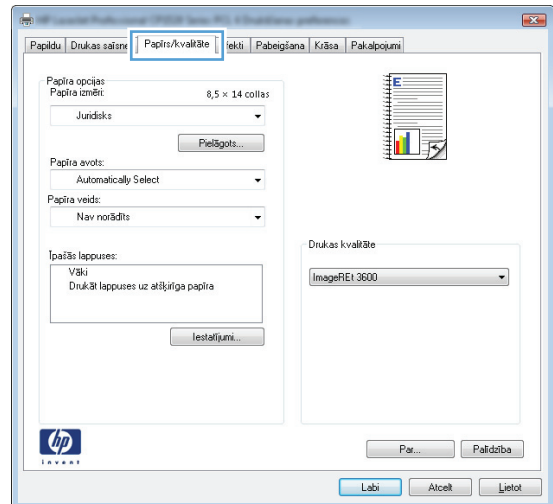 Papildu Drukas saīsne Papīrs/kvalitāte fekti Pabeigšana Krāsa Pakalpojumi
Papīra opcijas
Papīra izmēri: 8,5 × 14 collas
Juridisks
Pielāgots...
Papīra avots:
Automatically Select
Papīra veids:
Nav norādīts
Īpašās lappuses:
Vāki
Drukāt lappuses uz atšķirīga papīra
Iestatījumi...
E
Drukas kvalitāte
ImageREt 3600
hp
invent
Par... Palīdzība
Labi Atcelt Lietot